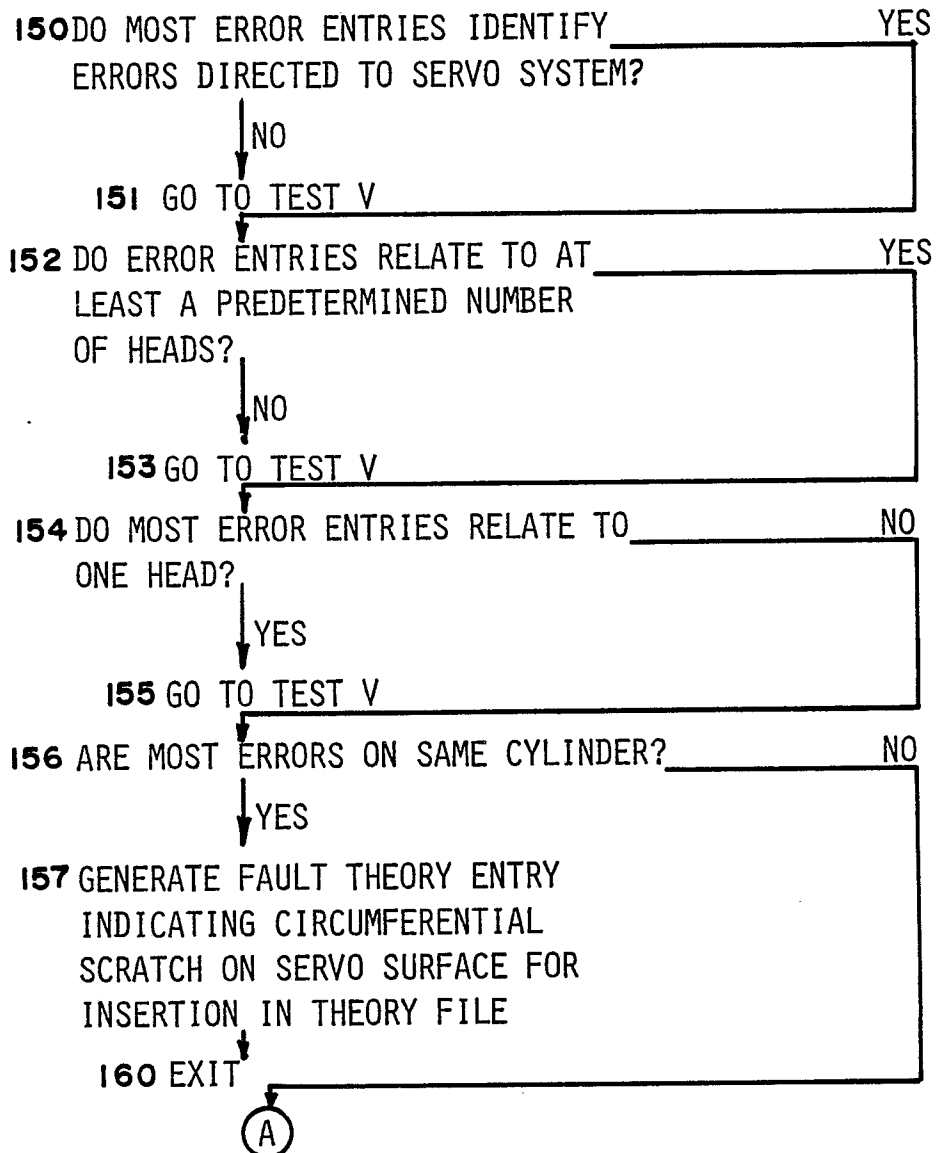 150 DO MOST ERROR ENTRIES IDENTIFY YES
ERRORS DIRECTED TO SERVO SYSTEM?
NO
151 GO TO TEST V
152 DO ERROR ENTRIES RELATE TO AT YES
LEAST A PREDETERMINED NUMBER
OF HEADS?
NO
153 GO TO TEST V
154 DO MOST ERROR ENTRIES RELATE TO NO
ONE HEAD?
YES
155 GO TO TEST V
156 ARE MOST ERRORS ON SAME CYLINDER? NO
YES
157 GENERATE FAULT THEORY ENTRY
INDICATING CIRCUMFERENTIAL
SCRATCH ON SERVO SURFACE FOR
INSERTION IN THEORY FILE
160 EXIT
A